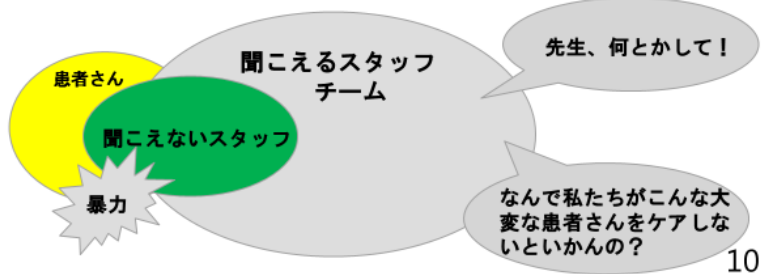 患者さん
聞こえるスタッフ
チーム
先生、何とかして！
聞こえないスタッフ
暴力
なんで私たちがこんな大
変な患者さんをケアしな
いといかんの？
10